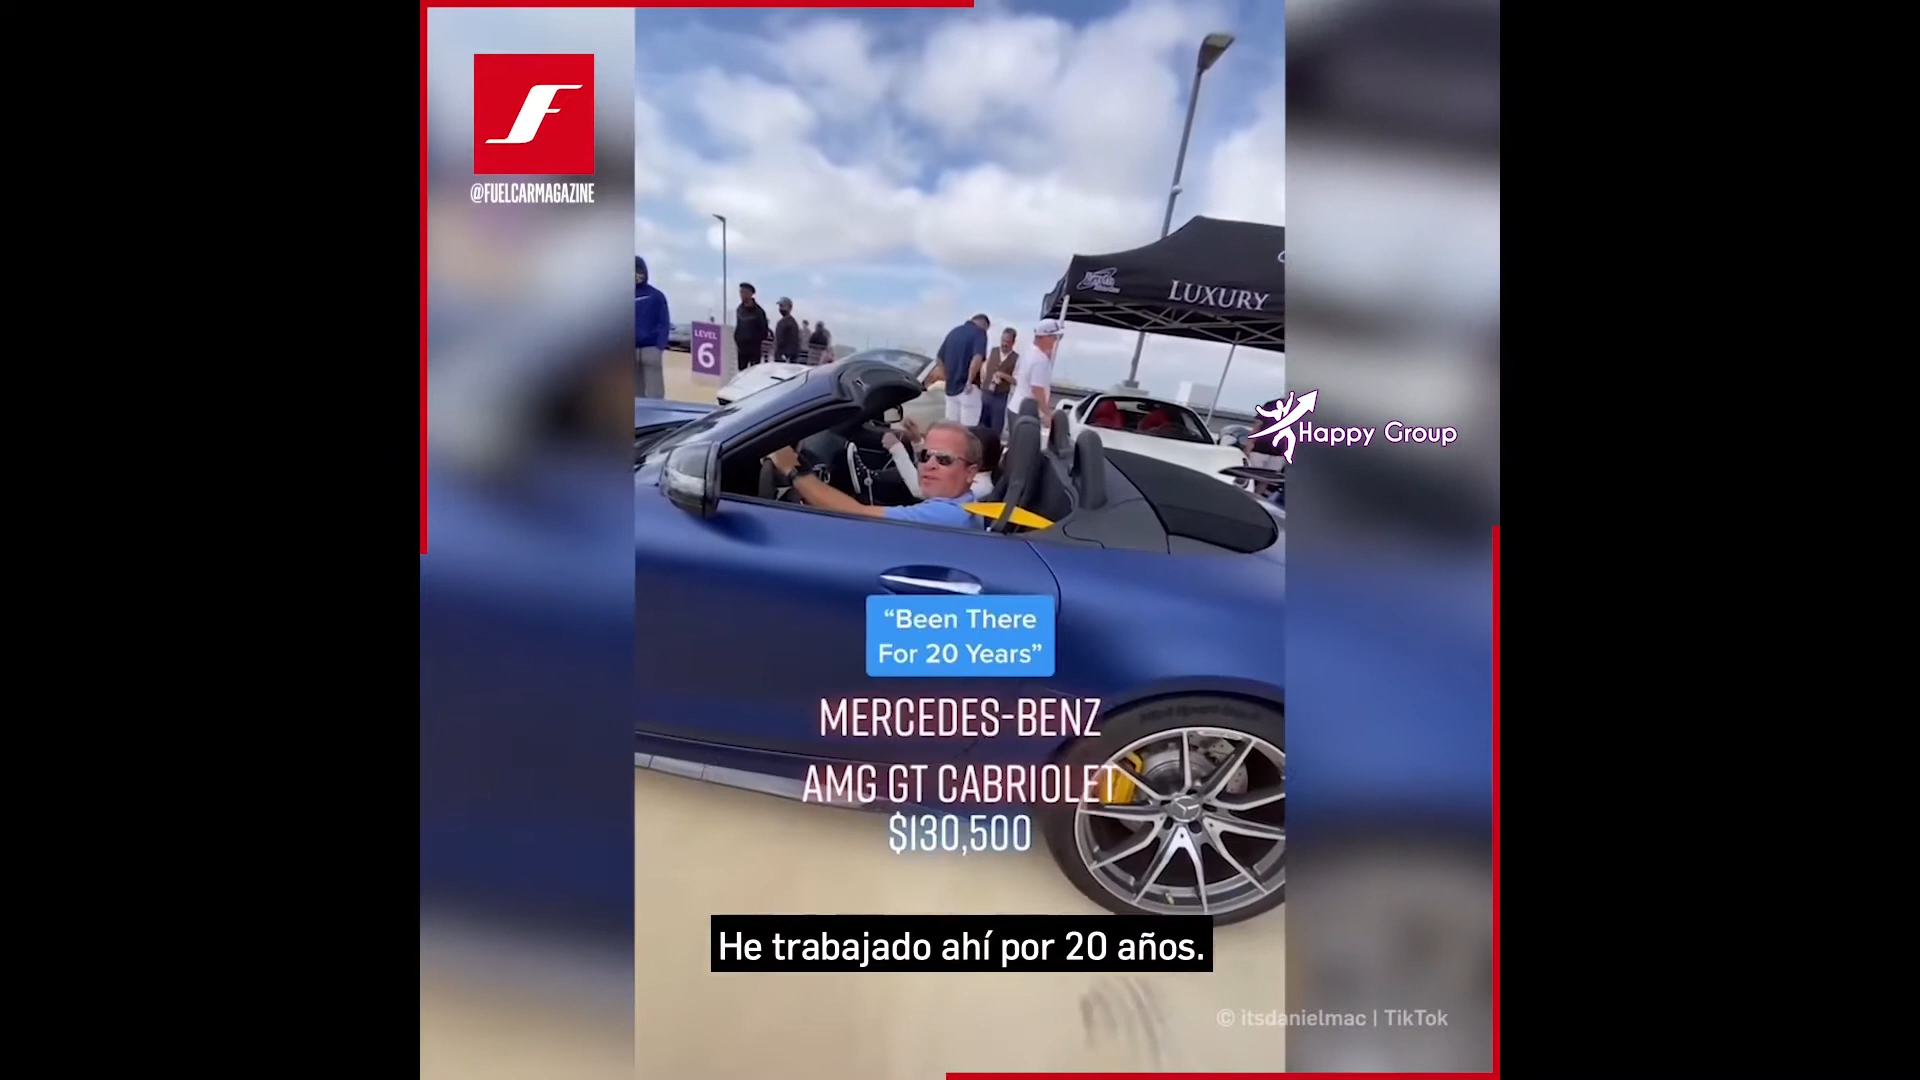 F
@FUELCARMAGAZINE
LUXURY
LEVEL
6
Happy Group
“Been There
For 20 Years”
MERCEDES-BENZ
AMG GT CABRIOLET
$130,500
He trabajado ahí por 20 años.
© itsdanielmac | TikTok